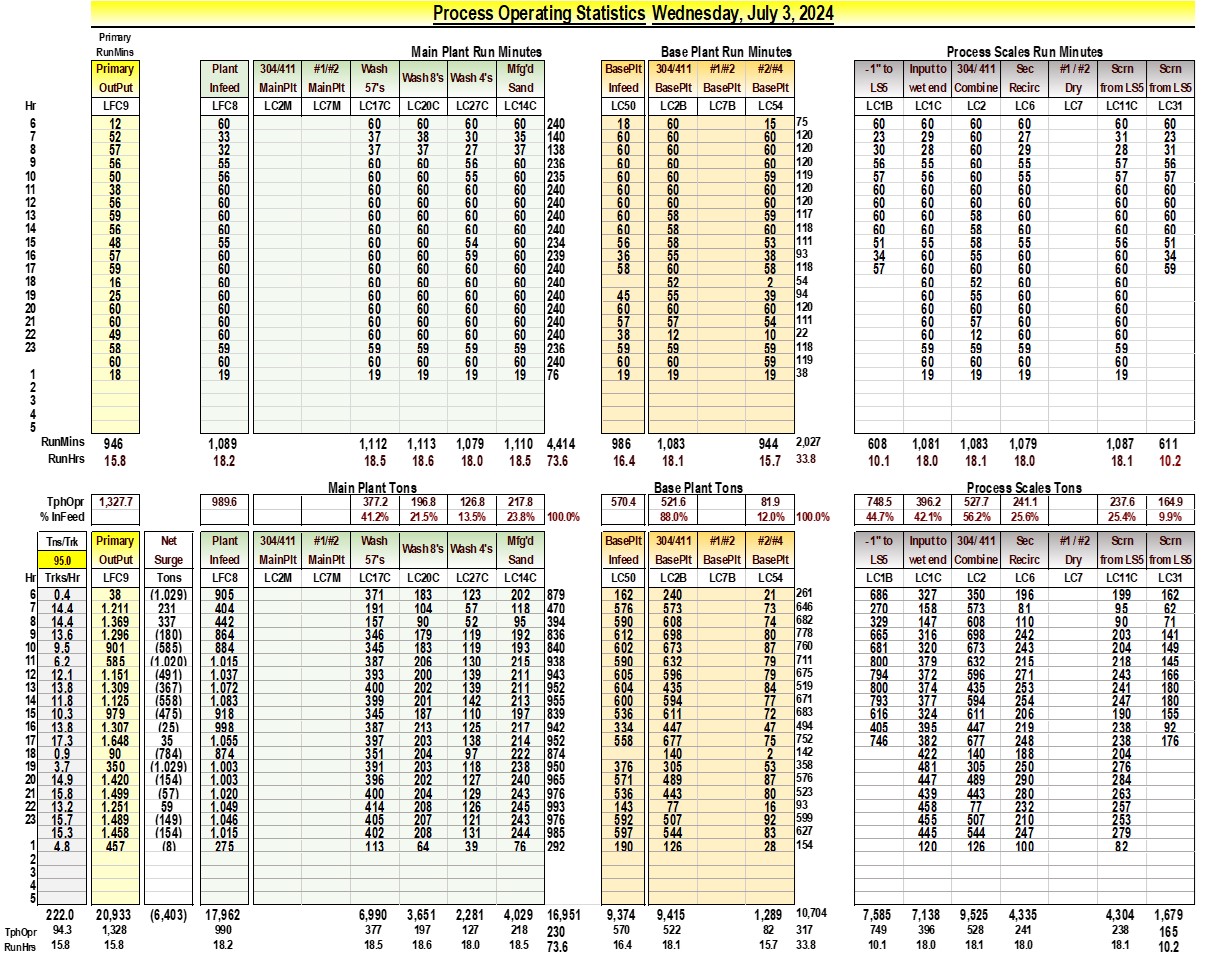 Process Operating Statistics Wednesday, July 3, 2024
Primary
RunMins Main Plant Run Minutes Base Plant Run Minutes Process Scales Run Minutes
Primary Plant 304/411 #1/#2 Wash Wash 8's Wash 4's Mfg'd BasePlt 304/411 #1/#2 #2/#4 -1" to Input to 304/ 411 Sec #1 / #2 Scrn Scrn
OutPut Infeed MainPlt MainPlt 57's Sand Infeed BasePlt BasePlt BasePlt LS5 wet end Combine Recirc Dry from LS5 from LS5
Hr LFC9 LFC8 LC2M LC7M LC17C LC20C LC27C LC14C LC50 LC2B LC7B LC54 LC1B LC1C LC2 LC6 LC7 LC11C LC31
6 12 60 60 60 60 60 240 18 60 15 75 60 60 60 60 60 60
7 52 33 37 38 30 35 140 60 60 60 120 23 29 60 27 31 23
8 57 32 37 37 27 37 138 60 60 60 120 30 28 60 29 28 31
9 56 55 60 60 56 60 236 60 60 60 120 56 55 60 55 57 56
10 50 56 60 60 55 60 235 60 60 59 119 57 56 60 55 57 57
11 38 60 60 60 60 60 240 60 60 60 120 60 60 60 60 60 60
12 56 60 60 60 60 60 240 60 60 60 120 60 60 60 60 60 60
13 59 60 60 60 60 60 240 60 58 59 117 60 60 58 60 60 60
14 56 60 60 60 60 60 240 60 58 60 118 60 60 58 60 60 60
15 48 55 60 60 54 60 234 56 58 53 111 51 55 58 55 56 51
16 57 60 60 60 59 60 239 36 55 38 93 34 60 55 60 60 34
17 59 60 60 60 60 60 240 58 60 58 118 57 60 60 60 60 59
18 16 60 60 60 60 60 240 52 2 54 60 52 60 60
19 25 60 60 60 60 60 240 45 55 39 94 60 55 60 60
20 60 60 60 60 60 60 240 60 60 60 120 60 60 60 60
21 60 60 60 60 60 60 240 57 57 54 111 60 57 60 60
22 49 60 60 60 60 60 240 38 12 10 22 60 12 60 60
23 58 59 59 59 59 59 236 59 59 59 118 59 59 59 59
60 60 60 60 60 60 240 60 60 59 119 60 60 60 60
1 18 19 19 19 19 19 76 19 19 19 38 19 19 19 19
2
3
4
5
RunMins 946 1,089 1,112 1,113 1,079 1,110 4,414 986 1,083 944 2,027 608 1,081 1,083 1,079 1,087 611
RunHrs 15.8 18.2 18.5 18.6 18.0 18.5 73.6 16.4 18.1 15.7 33.8 10.1 18.0 18.1 18.0 18.1 10.2
Main Plant Tons Base Plant Tons Process Scales Tons
TphOpr 1,327.7 989.6 377.2 196.8 126.8 217.8 570.4 521.6 81.9 748.5 396.2 527.7 241.1 237.6 164.9
% InFeed 41.2% 21.5% 13.5% 23.8% 100.0% 88.0% 12.0% 100.0% 44.7% 42.1% 56.2% 25.6% 25.4% 9.9%
Tns/Trk Primary Net Plant 304/411 #1/#2 Wash Wash 8's Wash 4's Mfg'd BasePlt 304/411 #1/#2 #2/#4 -1" to Input to 304/ 411 Sec #1 / #2 Scrn Scrn
95.0 OutPut Surge Infeed MainPlt MainPlt 57's Sand Infeed BasePlt BasePlt BasePlt LS5 wet end Combine Recirc Dry from LS5 from LS5
Hr Trks/Hr LFC9 Tons LFC8 LC2M LC7M LC17C LC20C LC27C LC14C LC50 LC2B LC7B LC54 LC1B LC1C LC2 LC6 LC7 LC11C LC31
6 0.4 38 (1.029) 905 371 183 123 202 879 162 240 21 261 686 327 350 196 199 162
7 14.4 1.211 231 404 191 104 57 118 470 576 573 73 646 270 158 573 81 95 62
8 14.4 1.369 337 442 157 90 52 95 394 590 608 74 682 329 147 608 110 90 71
9 13.6 1.296 (180) 864 346 179 119 192 836 612 698 80 778 665 316 698 242 203 141
10 9.5 901 (585) 884 345 183 119 193 840 602 673 87 760 681 320 673 243 204 149
11 6.2 585 (1.020) 1.015 387 206 130 215 938 590 632 79 711 800 379 632 215 218 145
12 12.1 1.151 (491) 1.037 393 200 139 211 943 605 596 79 675 794 372 596 271 243 166
13 13.8 1.309 (367) 1.072 400 202 139 211 952 604 435 84 519 800 374 435 253 241 180
14 11.8 1.125 (558) 1.083 399 201 142 213 955 600 594 77 671 793 377 594 254 247 180
15 10.3 979 (475) 918 345 187 110 197 839 536 611 72 683 616 324 611 206 190 155
16 13.8 1.307 (25) 998 387 213 125 217 942 334 447 47 494 405 395 447 219 238 92
17 17.3 1.648 35 1.055 397 203 138 214 952 558 677 75 752 746 382 677 248 238 176
18 0.9 90 (784) 874 351 204 97 222 874 140 2 142 422 140 188 204
19 3.7 350 (1.029) 1.003 391 203 118 238 950 376 305 53 358 481 305 250 276
20 14.9 1.420 (154) 1.003 396 202 127 240 965 571 489 87 576 447 489 290 284
21 15.8 1.499 (57) 1.020 400 204 129 243 976 536 443 80 523 439 443 280 263
22 13.2 1.251 59 1.049 414 208 126 245 993 143 77 16 93 458 77 232 257
23 15.7 1.489 (149) 1.046 405 207 121 243 976 592 507 92 599 455 507 210 253
15.3 1.458 (154) 1.015 402 208 131 244 985 597 544 83 627 445 544 247 279
1 4.8 457 (8) 275 113 64 39 76 292 190 126 28 154 120 126 100 82
2
3
4
5
222.0 20,933 (6,403) 17,962 6,990 3,651 2,281 4,029 16,951 9,374 9,415 1,289 10,704 7,585 7,138 9,525 4,335 4,304 1,679
TphOpr 94.3 1,328 990 377 197 127 218 230 570 522 82 317 749 396 528 241 238 165
RunHrs 15.8 15.8 18.2 18.5 18.6 18.0 18.5 73.6 16.4 18.1 15.7 33.8 10.1 18.0 18.1 18.0 18.1 10.2